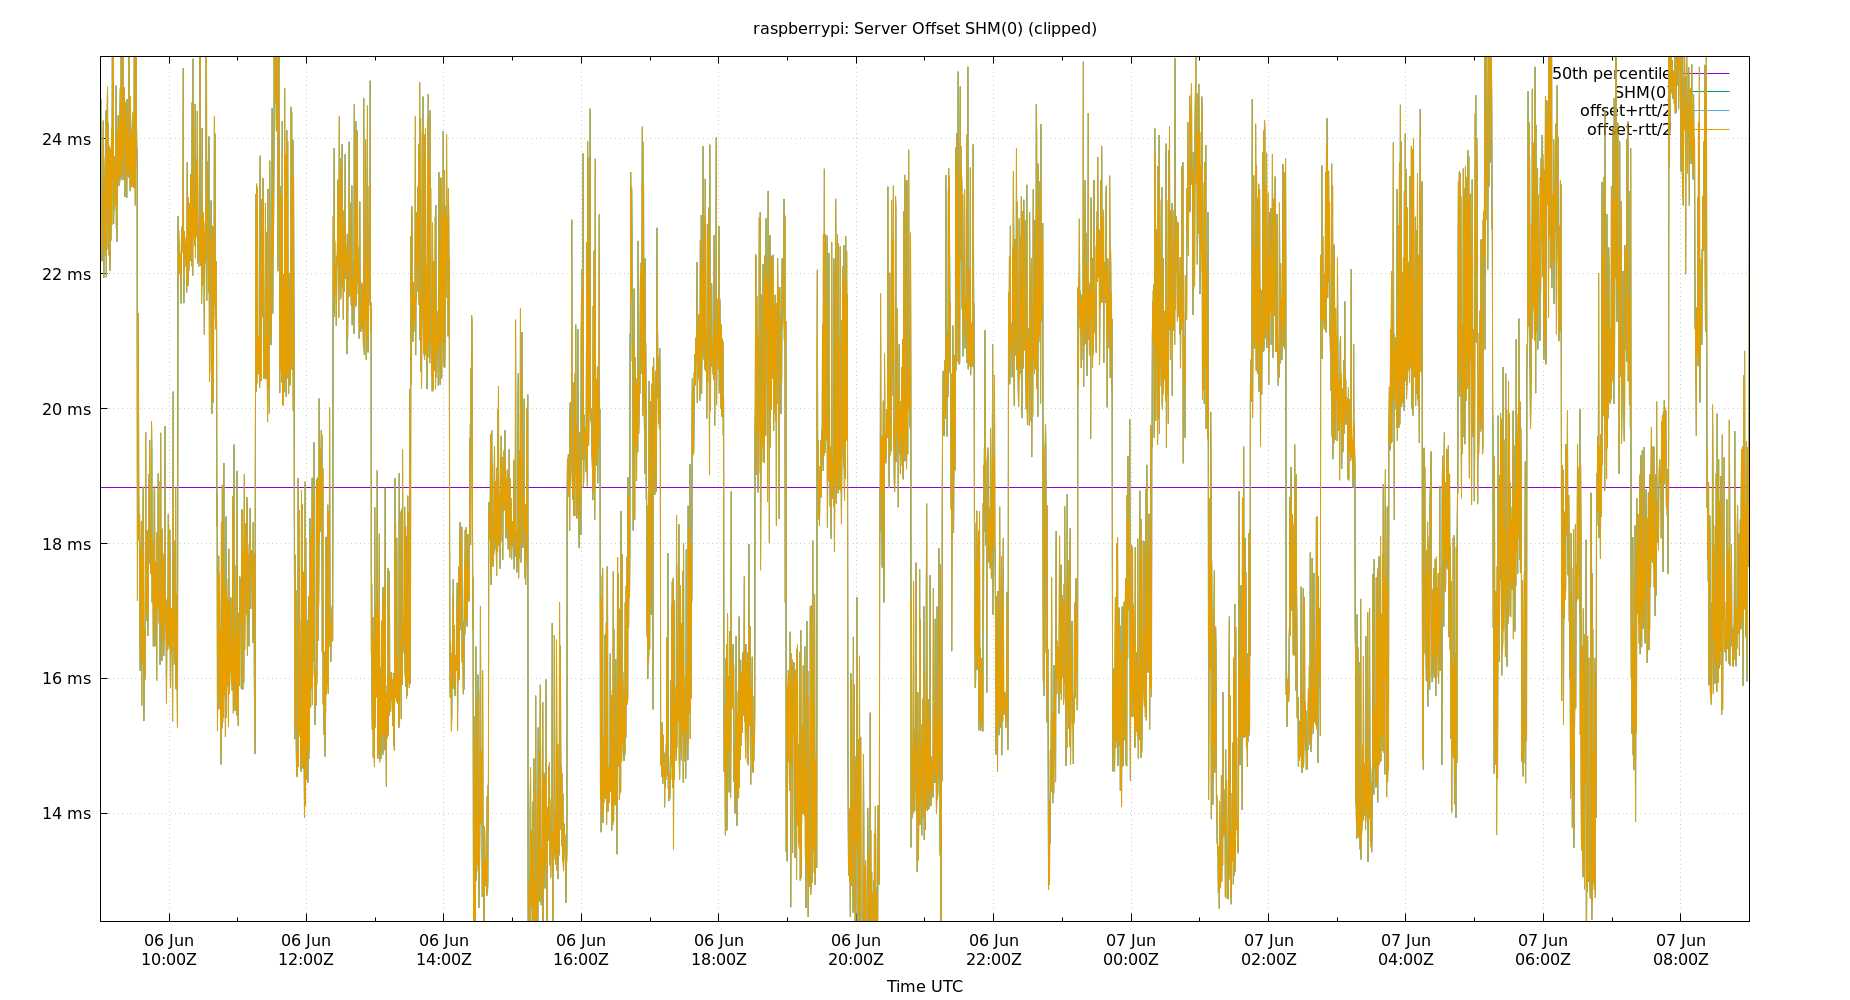 raspberrypi: Server Offset SHM(0) (clipped)
50th percentile
SHM(0)
offset+rtt/2
offset-rtt/2
24 ms
22 ms
20 ms
18 ms
16 ms
14 ms
06 Jun 06 Jun 06 Jun 06 Jun 06 Jun 06 Jun 06 Jun 07 Jun 07 Jun 07 Jun 07 Jun 07 Jun
10:00Z 12:00Z 14:00Z 16:00Z 18:00Z 20:00Z 22:00Z 00:00Z 02:00Z 04:00Z 06:00Z 08:00Z
Time UTC